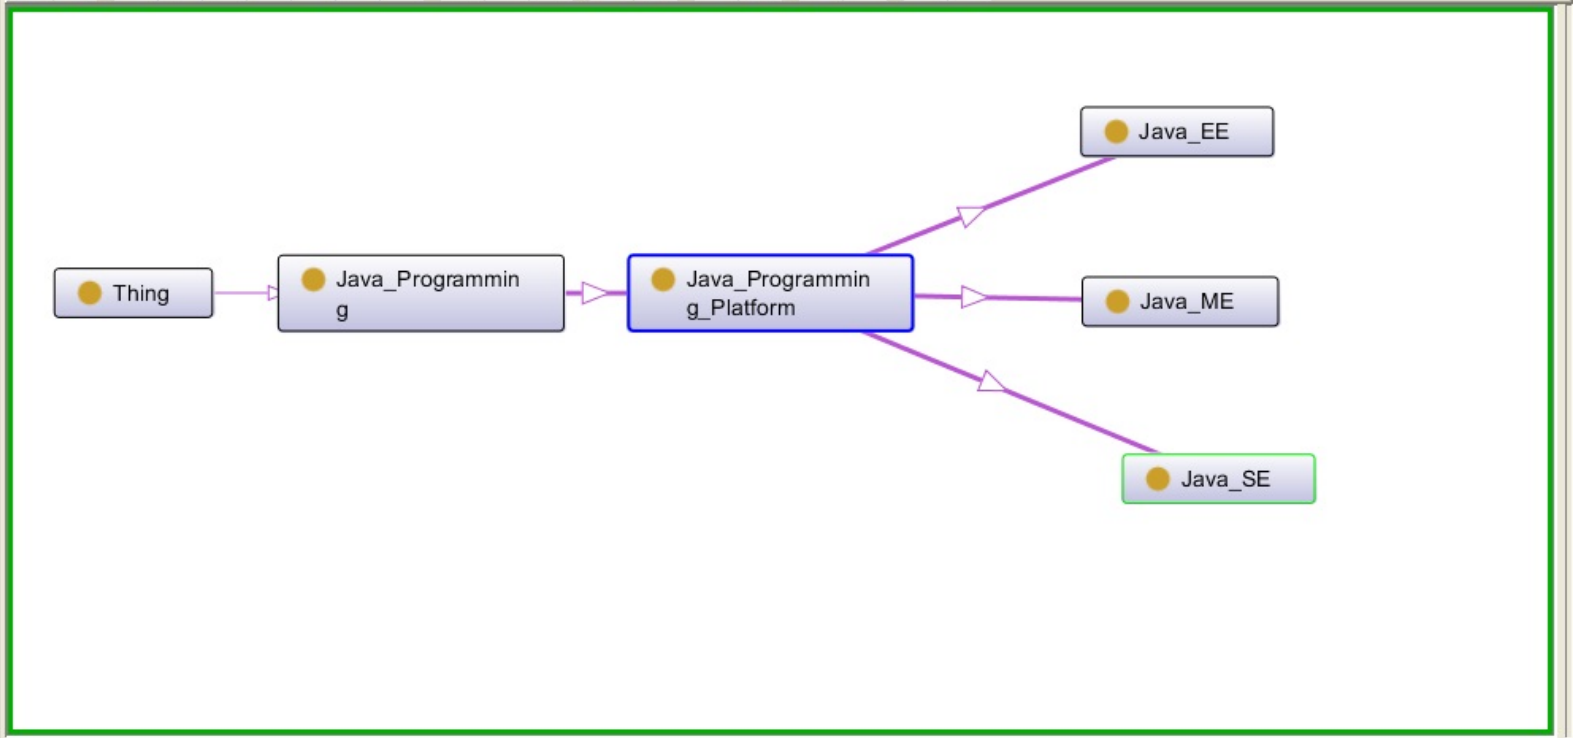 Java_EE
Thing
Java_Programmin
g
Java_Programmin
g_Platform
Java_ME
Java_SE